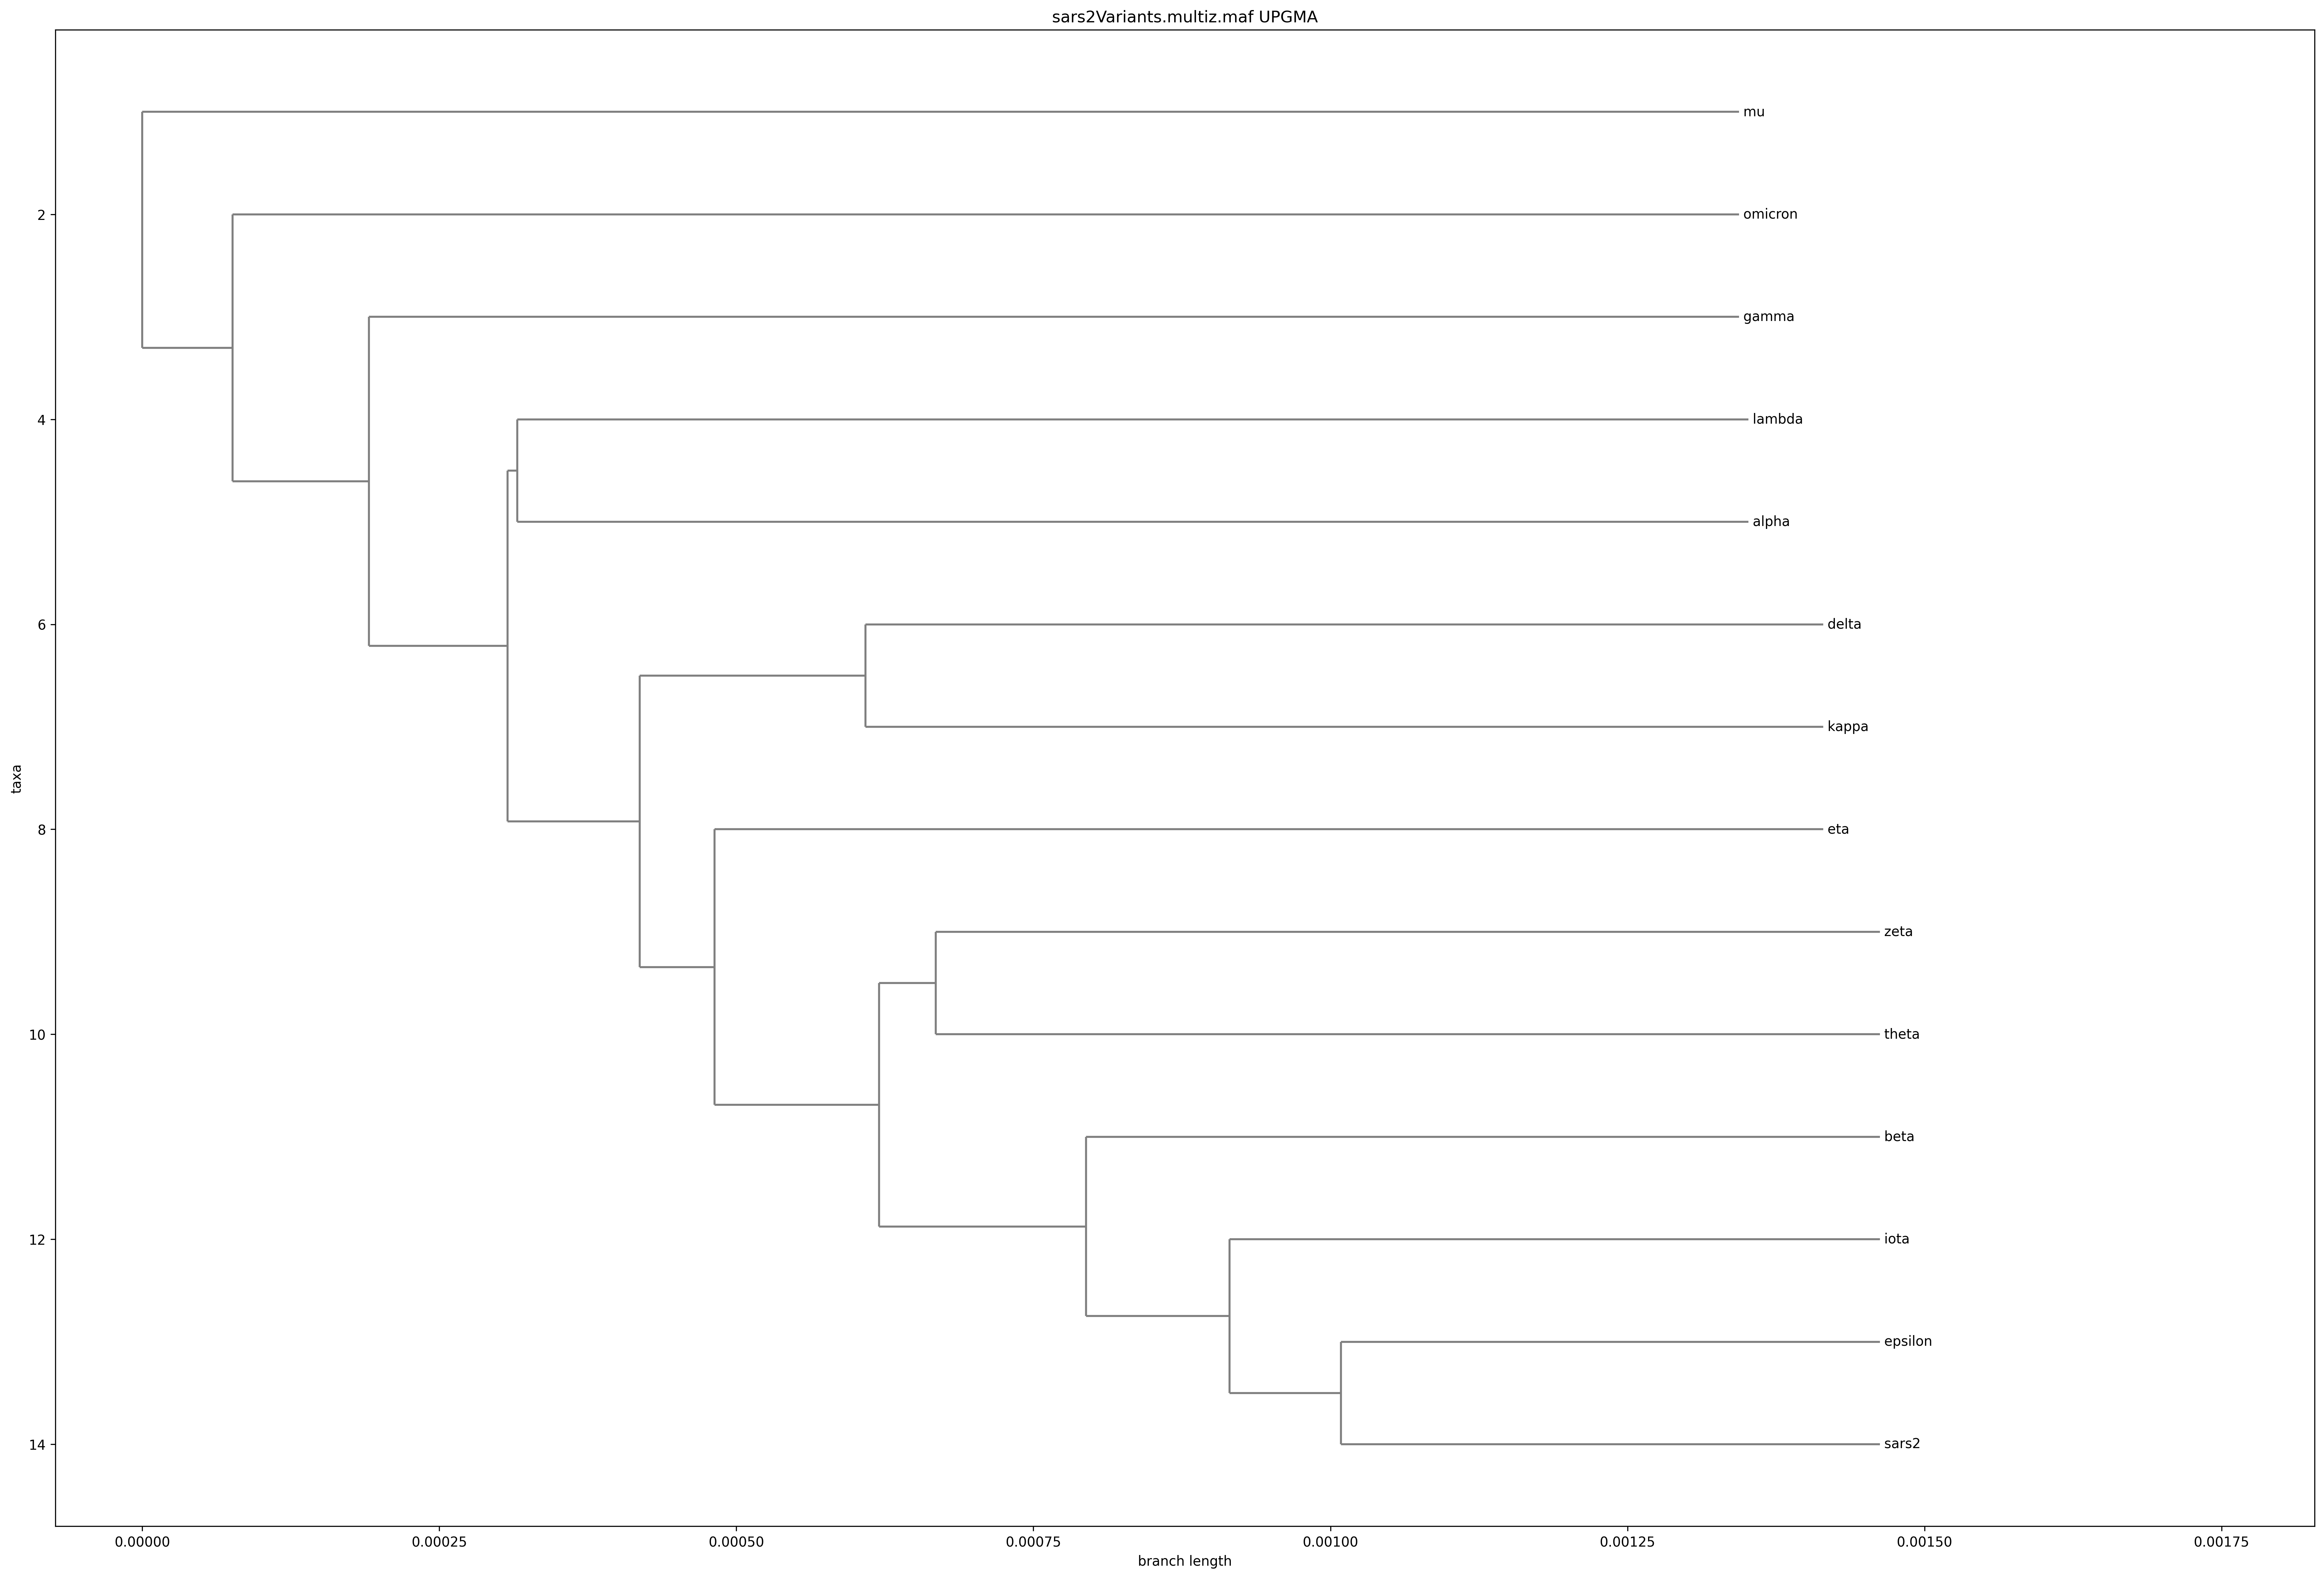 sars2Variants.multiz.maf UPGMA
mu
2
omicron
gamma
4
lambda
alpha
6
delta
kappa
taxa
8
eta
zeta
10
theta
beta
12
iota
epsilon
14
sars2
0.00000 0.00025 0.00050 0.00075 0.00100 0.00125 0.00150 0.00175
branch length